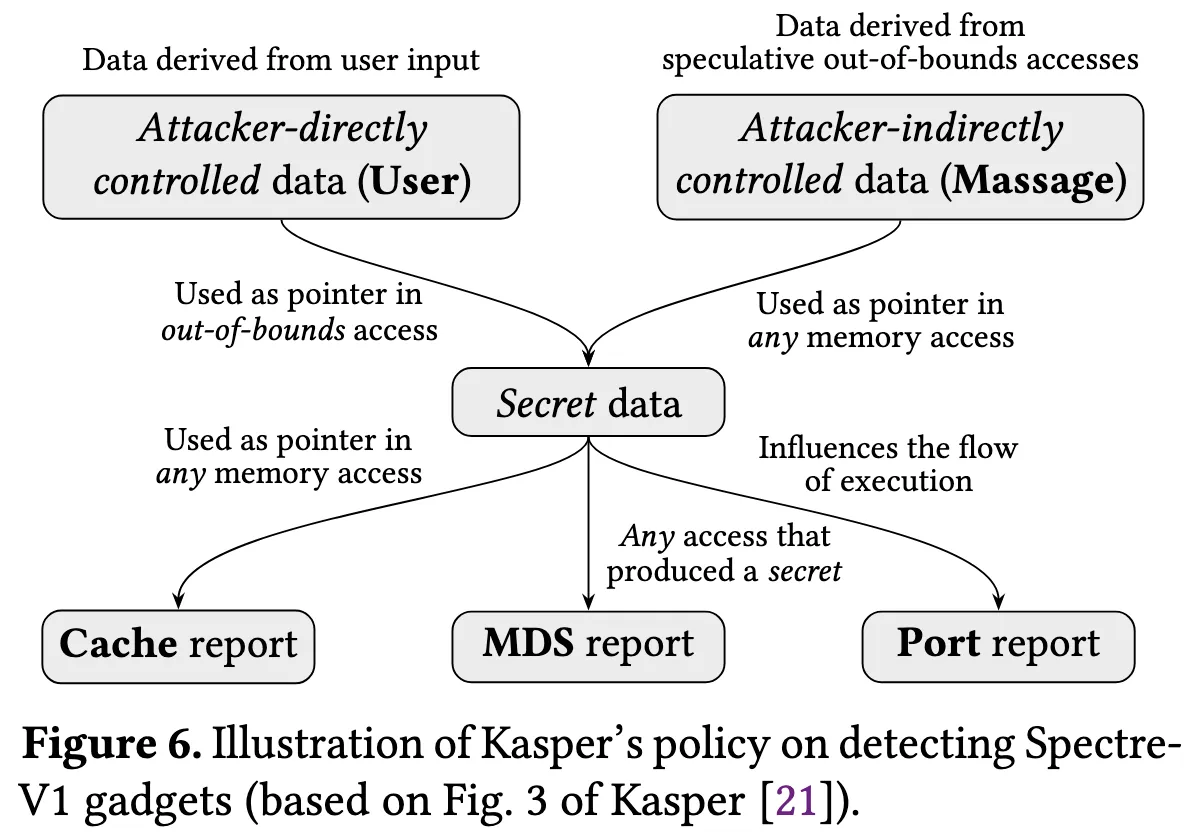 Data derived from user input
Data derived from
speculative out-of-bounds accesses
Attacker-directly
controlled data (User)
Attacker-indirectly
controlled data (Massage)
Used as pointer in
out-of-bounds access
Used as pointer in
any memory access
Secret data
Used as pointer in
any memory access
Influences the flow
of execution
Any access that
produced a secret
Cache report
MDS report
Port report
Figure 6. Illustration of Kasper’s policy on detecting Spectre-
V1 gadgets (based on Fig. 3 of Kasper [21]).